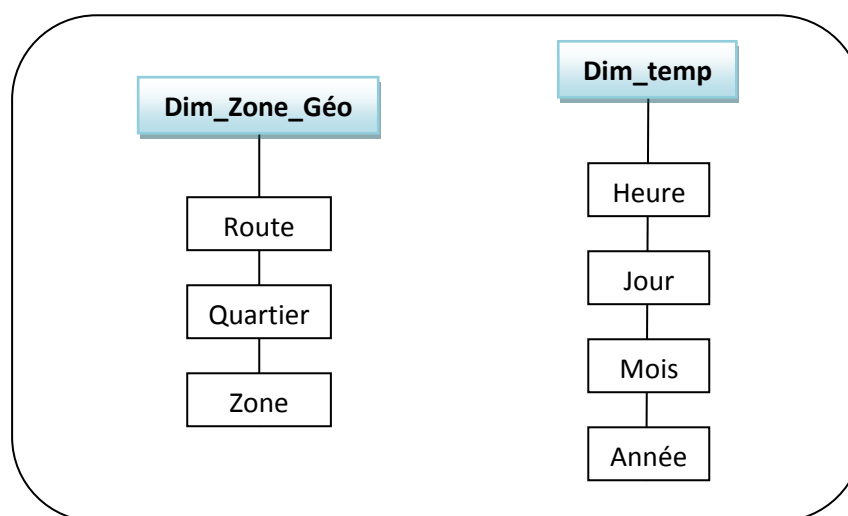 Dim_Zone_Géo
Route
Quartier
Zone
Dim_temp
Heure
Jour
Mois
Année